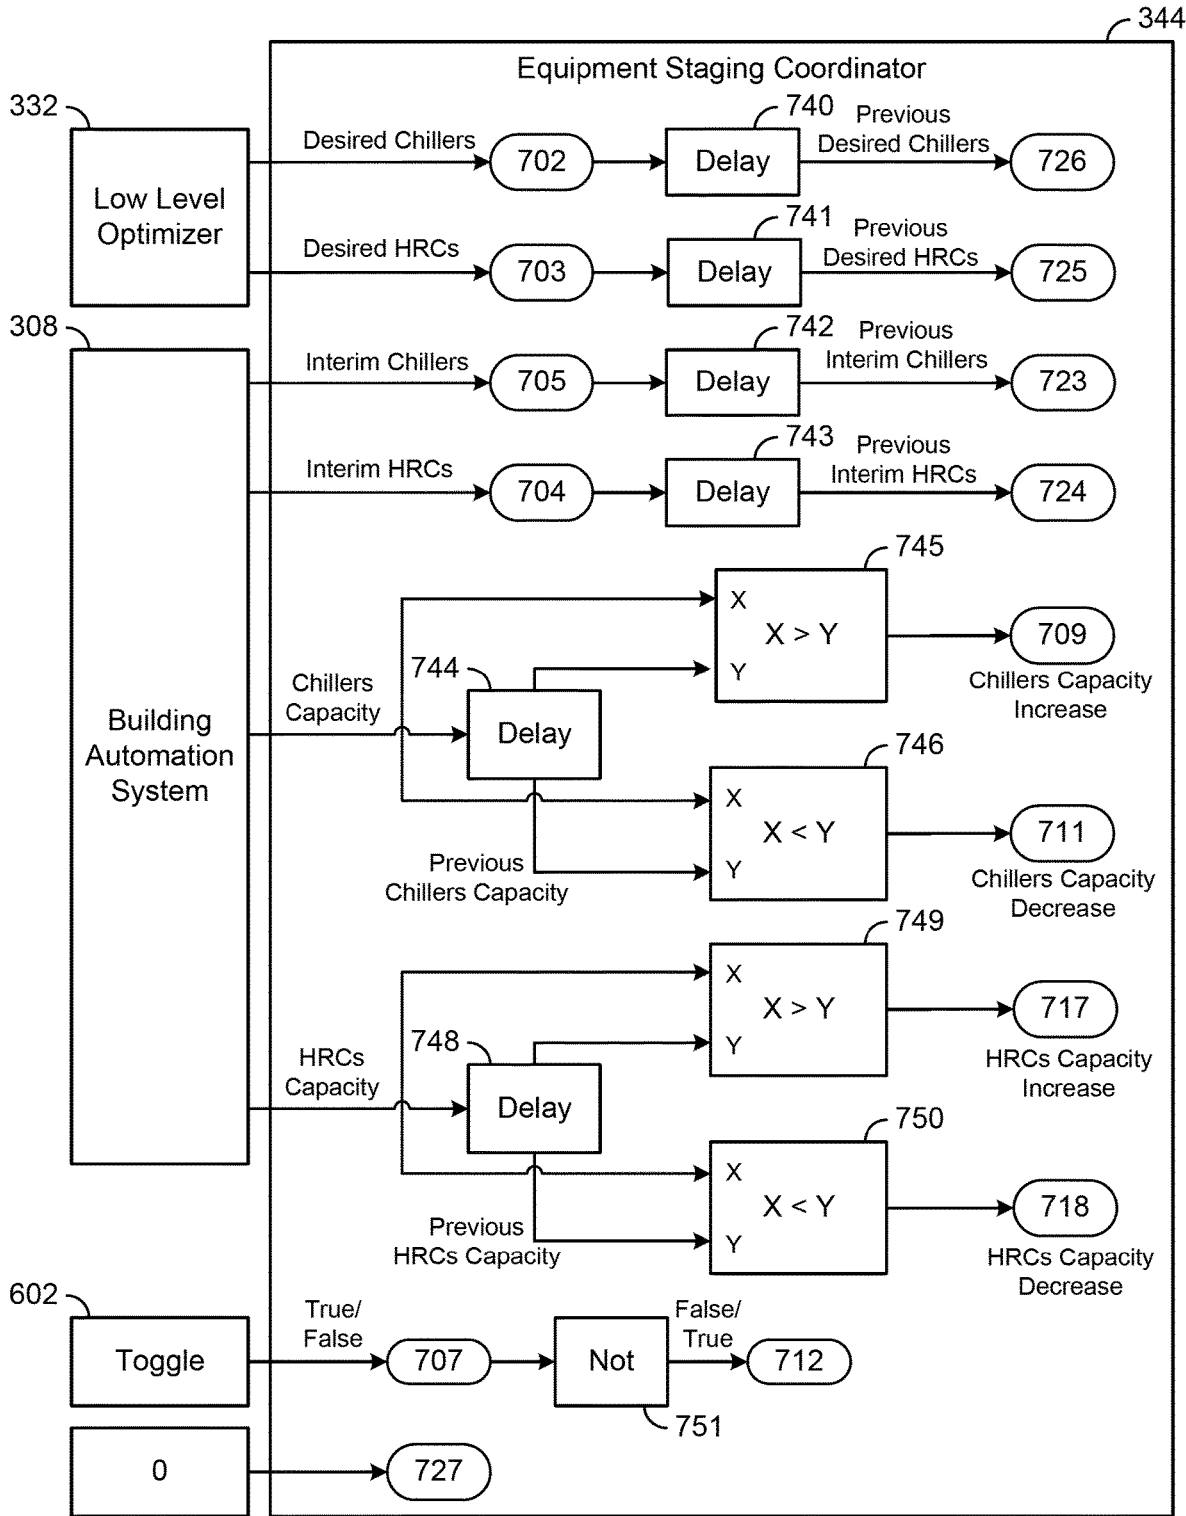 344
Equipment Staging Coordinator
332
Low Level
Optimizer
Desired Chillers
702
740
Delay
Previous
Desired Chillers
726
Desired HRCs
703
741
Delay
Previous
Desired HRCs
725
308
Building
Automation
System
Interim Chillers
705
742
Delay
Previous
Interim Chillers
723
Interim HRCs
704
743
Delay
Previous
Interim HRCs
724
Chillers
Capacity
744
Delay
Previous
Chillers Capacity
745
X
X > Y
Y
709
Chillers Capacity
Increase
746
X
X < Y
Y
711
Chillers Capacity
Decrease
HRCs
Capacity
748
Delay
Previous
HRCs Capacity
749
X
X > Y
Y
717
HRCs Capacity
Increase
750
X
X < Y
Y
718
HRCs Capacity
Decrease
602
Toggle
True/
False
707
Not
751
False/
True
712
0
727